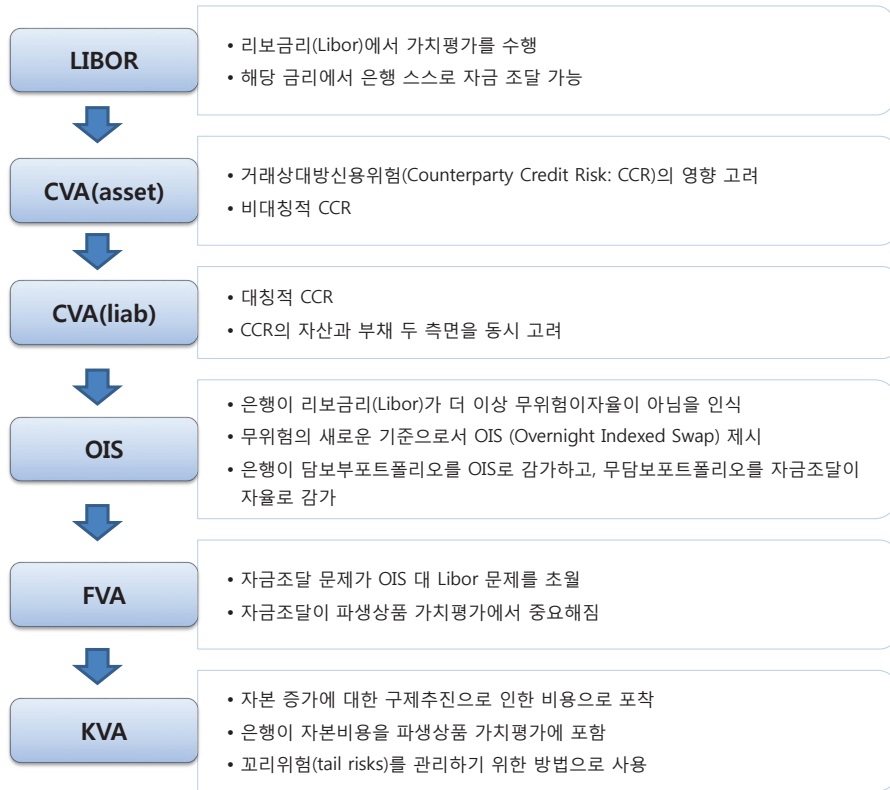 LIBOR
• 리보금리(Libor)에서 가치평가를 수행
• 해당 금리에서 은행 스스로 자금 조달 가능
CVA(asset)
• 거래상대방신용위험(Counterparty Credit Risk: CCR)의 영향 고려
• 비대칭적 CCR
CVA(liab)
• 대칭적 CCR
• CCR의 자산과 부채 두 측면을 동시 고려
OIS
• 은행이 리보금리(Libor)가 더 이상 무위험이자율이 아님을 인식
• 무위험의 새로운 기준으로서 OIS (Overnight Indexed Swap) 제시
• 은행이 담보부포트폴리오를 OIS로 감가하고, 무담보포트폴리오를 자금조달이
자율로 감가
FVA
• 자금조달 문제가 OIS 대 Libor 문제를 초월
• 자금조달이 파생상품 가치평가에서 중요해짐
KVA
• 자본 증가에 대한 구제추진으로 인한 비용으로 포착
• 은행이 자본비용을 파생상품 가치평가에 포함
• 꼬리위험(tail risks)를 관리하기 위한 방법으로 사용